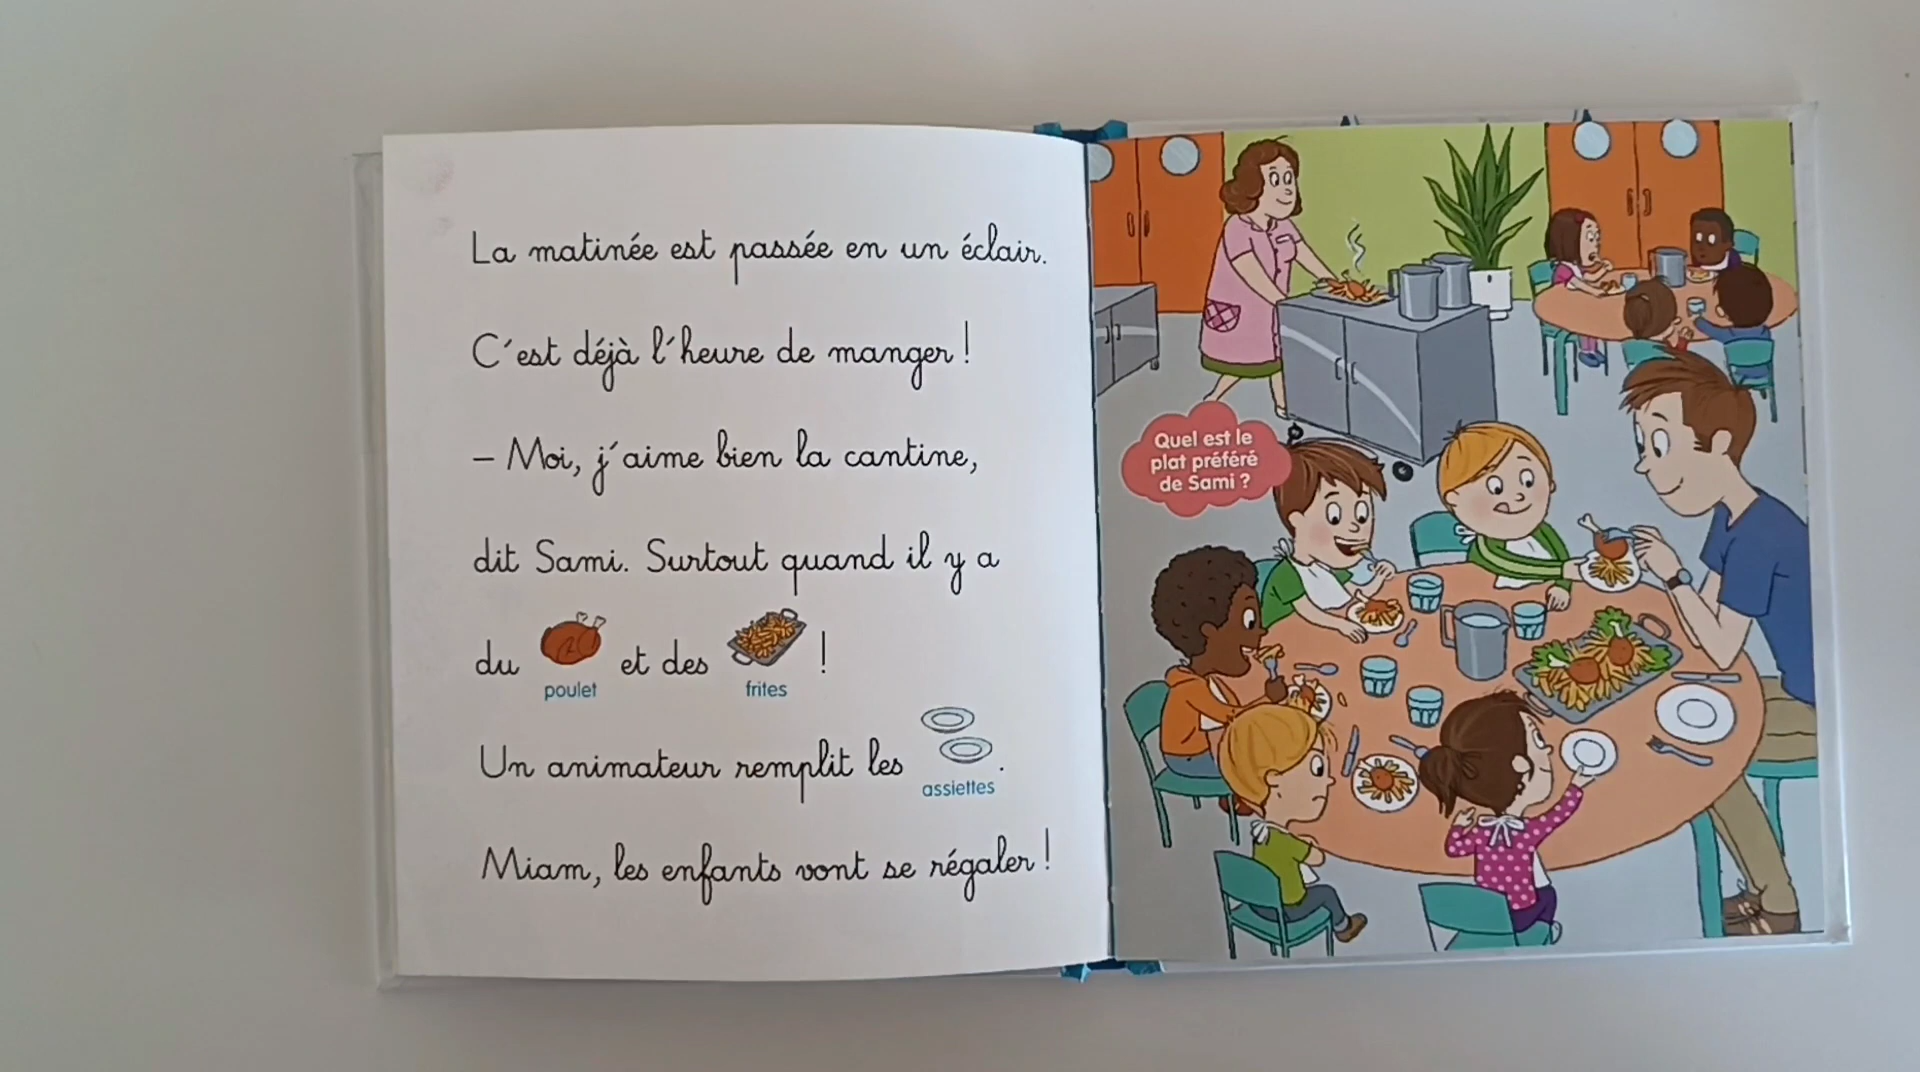 La matinée est passée en un éclair.
C'est déjà l'heure de manger !
– Moi, j'aime bien la cantine,
dit Sami. Surtout quand il y a
du et des !
poulet frites
Un animateur remplit les .
assiettes
Miam, les enfants vont se régaler !
Quel est le
plat préféré
de Sami ?